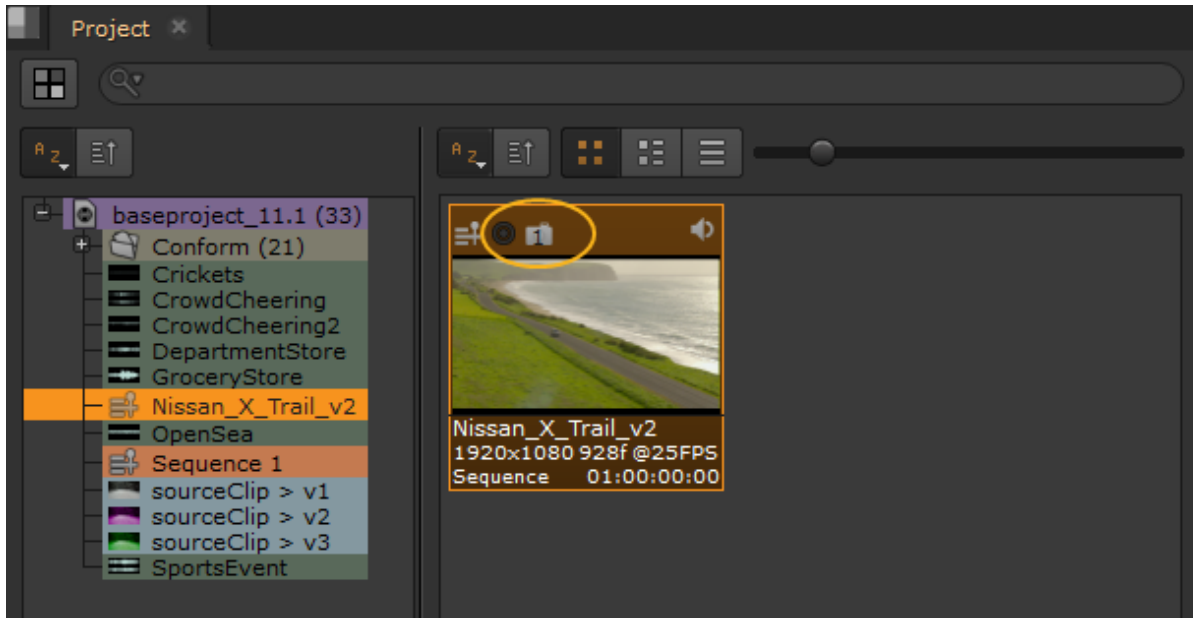 Project
A Z
A Z
baseproject_11.1 (33)
Conform (21)
Crickets
CrowdCheering
CrowdCheering2
DepartmentStore
GroceryStore
Nissan_X_Trail_v2
OpenSea
Sequence 1
sourceClip > v1
sourceClip > v2
sourceClip > v3
SportsEvent
1
Nissan_X_Trail_v2
1920x1080 928f @25FPS
Sequence 01:00:00:00